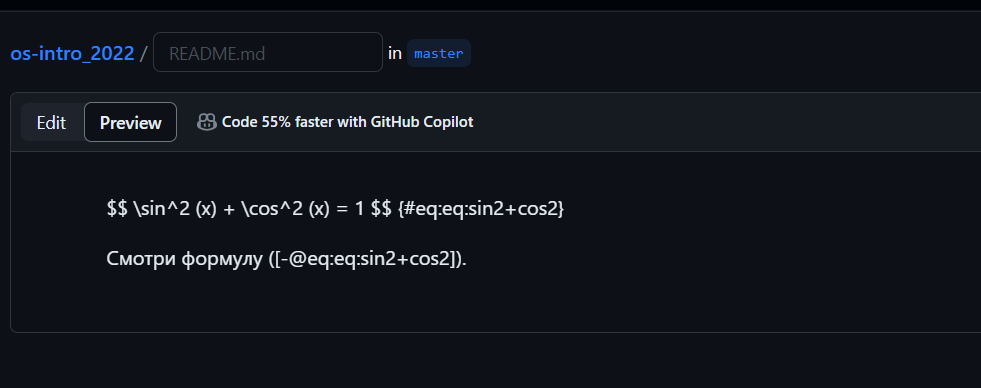 os-intro_2022 / README.md in master
Edit Preview Code 55% faster with GitHub Copilot
$$ \sin^2 (x) + \cos^2 (x) = 1 $$ {#eq:eq:sin2+cos2}
Смотри формулу ([-@eq:eq:sin2+cos2]).